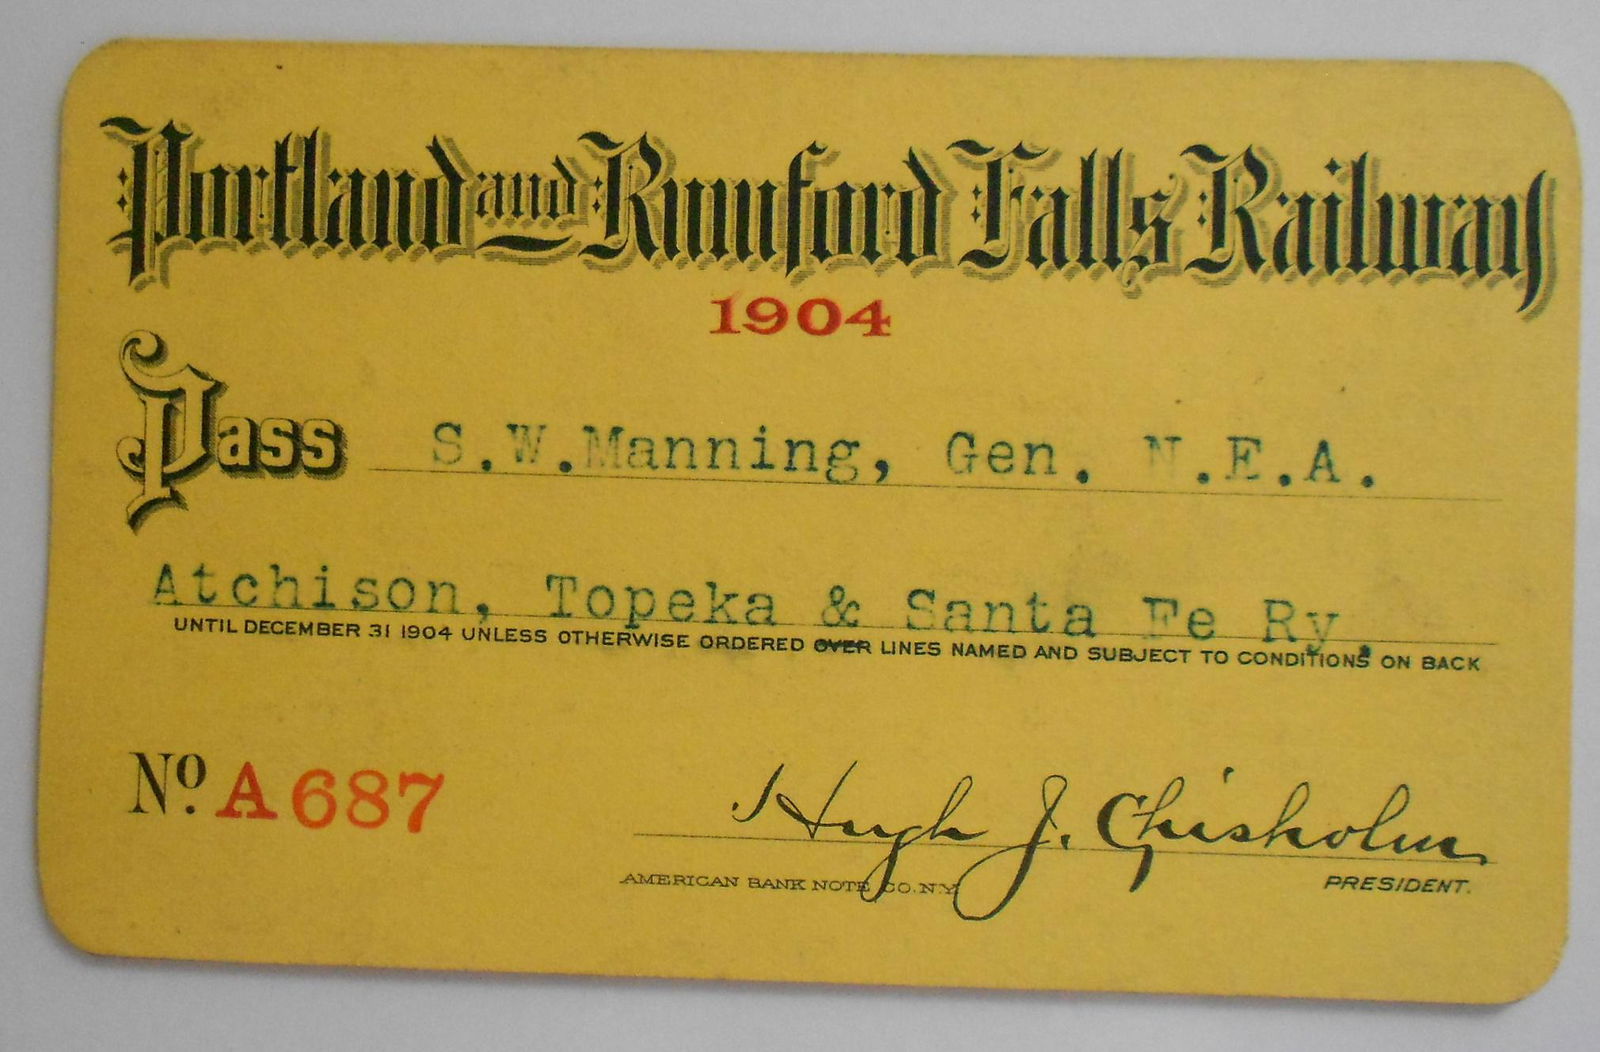 Portland and Rumford Falls Railway
1904
Pass S.W.Manning, Gen. N.E.A.
Atchison, Topeka & Santa Fe Ry.
UNTIL DECEMBER 31 1904 UNLESS OTHERWISE ORDERED OVER LINES NAMED AND SUBJECT TO CONDITIONS ON BACK
No. A 687
Hugh J. Chisholm
AMERICAN BANK NOTE CO. N.Y.
PRESIDENT.